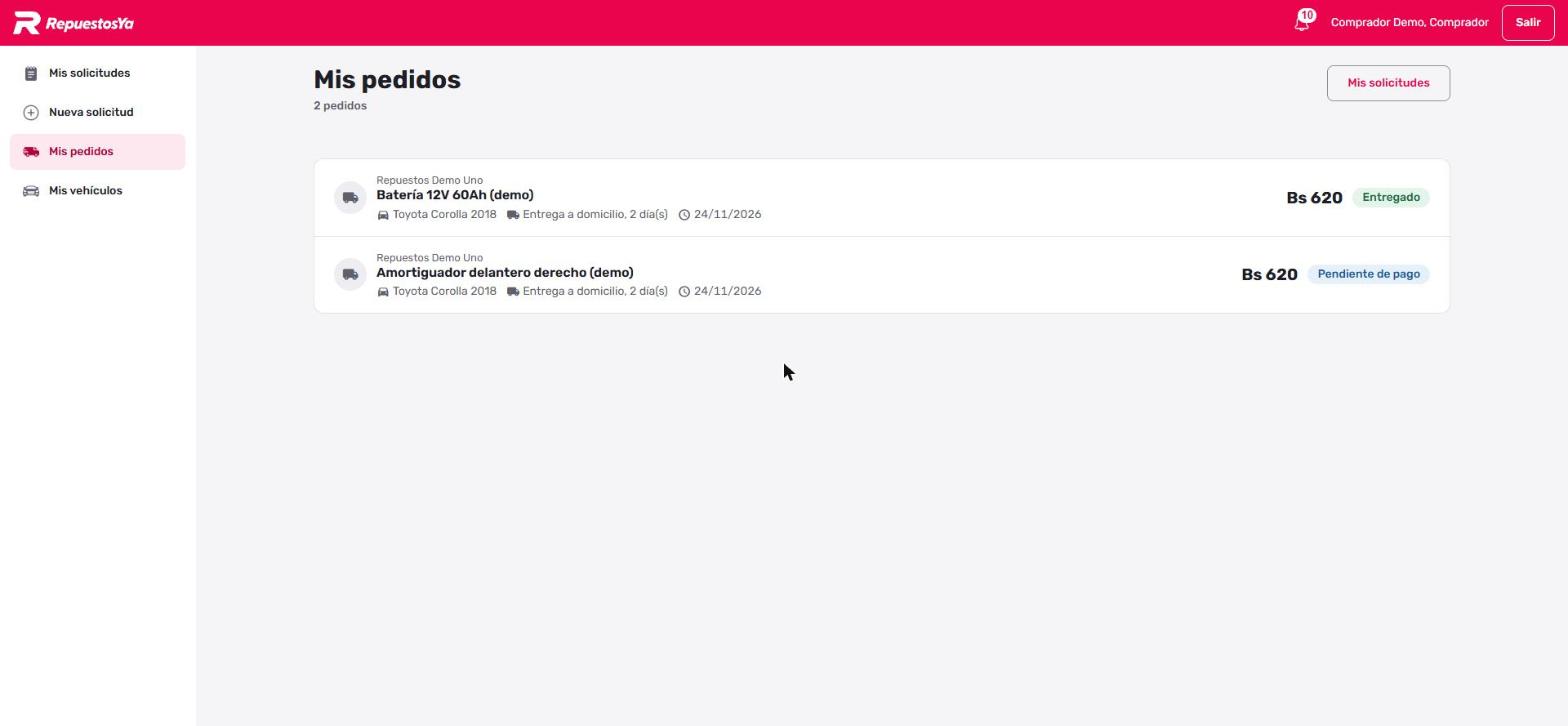 RepuestosYa
10
Comprador Demo, Comprador
Salir
Mis solicitudes
Nueva solicitud
Mis pedidos
Mis vehículos
Mis pedidos
2 pedidos
Mis solicitudes
Repuestos Demo Uno
Batería 12V 60Ah (demo)
Toyota Corolla 2018 Entrega a domicilio, 2 día(s) 24/11/2026
Bs 620 Entregado
Repuestos Demo Uno
Amortiguador delantero derecho (demo)
Toyota Corolla 2018 Entrega a domicilio, 2 día(s) 24/11/2026
Bs 620 Pendiente de pago